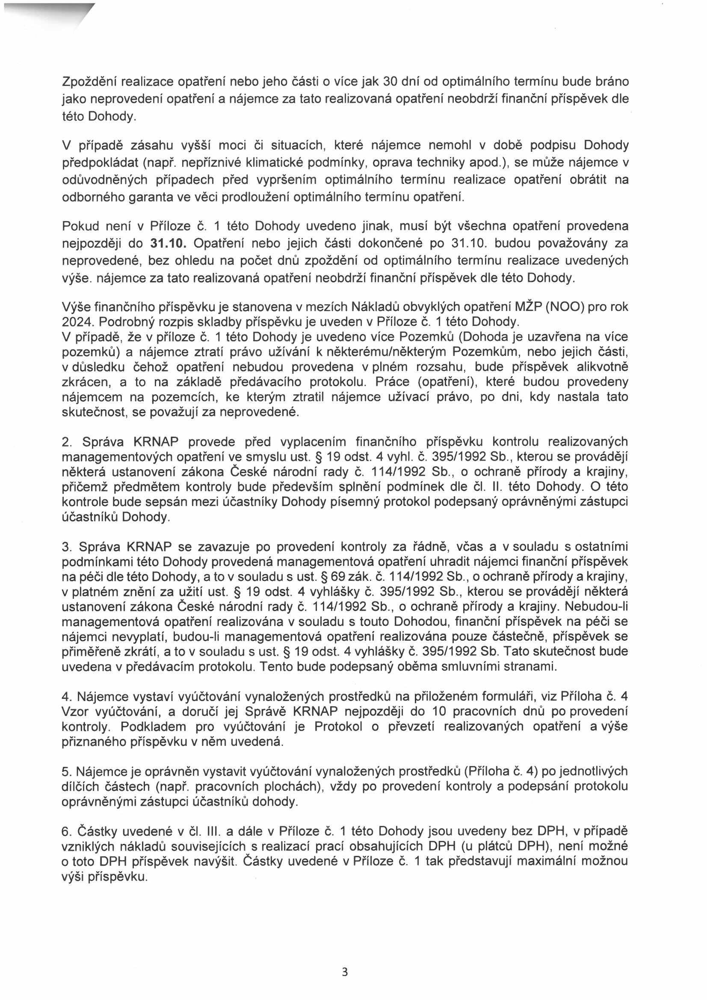 Zpoždění realizace opatření nebo jeho části o více jak 30 dní od optimálního termínu bude bráno
jako neprovedení opatření a nájemce za tato realizovaná opatření neobdrží finanční příspěvek dle
této Dohody.
V případě zásahu vyšší moci či situacích, které nájemce nemohl v době podpisu Dohody
předpokládat (např. nepříznivé klimatické podmínky, oprava techniky apod.), se může nájemce v
odůvodněných případech před vypršením optimálního termínu realizace opatření obrátit na
odborného garanta ve věci prodloužení optimálního termínu opatření.
Pokud není v Příloze č. 1 této Dohody uvedeno jinak, musí být všechna opatření provedena
nejpozději do 31.10. Opatření nebo jejich části dokončené po 31.10. budou považovány za
neprovedené, bez ohledu na počet dnů zpoždění od optimálního termínu realizace uvedených
výše. nájemce za tato realizovaná opatření neobdrží finanční příspěvek dle této Dohody.
Výše finančního příspěvku je stanovena v mezích Nákladů obvyklých opatření MŽP (NOO) pro rok
2024. Podrobný rozpis skladby příspěvku je uveden v Příloze č. 1 této Dohody.
V případě, že v příloze č. 1 této Dohody je uvedeno více Pozemků (Dohoda je uzavřena na více
pozemků) a nájemce ztratí právo užívání k některému/některým Pozemkům, nebo jejich části,
v důsledku čehož opatření nebudou provedena v plném rozsahu, bude příspěvek alikvotně
zkrácen, a to na základě předávacího protokolu. Práce (opatření), které budou provedeny
nájemcem na pozemcích, ke kterým ztratil nájemce užívací právo, po dni, kdy nastala tato
skutečnost, se považují za neprovedené.
2. Správa KRNAP provede před vyplacením finančního příspěvku kontrolu realizovaných
managementových opatření ve smyslu ust. § 19 odst. 4 vyhl. č. 395/1992 Sb., kterou se provádějí
některá ustanovení zákona České národní rady č. 114/1992 Sb., o ochraně přírody a krajiny,
přičemž předmětem kontroly bude především splnění podmínek dle čl. II. této Dohody. O této
kontrole bude sepsán mezi účastníky Dohody písemný protokol podepsaný oprávněnými zástupci
účastníků Dohody.
3. Správa KRNAP se zavazuje po provedení kontroly za řádně, včas a v souladu s ostatními
podmínkami této Dohody provedená managementová opatření uhradit nájemci finanční příspěvek
na péči dle této Dohody, a to v souladu s ust. § 69 zák. č. 114/1992 Sb., o ochraně přírody a krajiny,
v platném znění za užití ust. § 19 odst. 4 vyhlášky č. 395/1992 Sb., kterou se provádějí některá
ustanovení zákona České národní rady č. 114/1992 Sb., o ochraně přírody a krajiny. Nebudou-li
managementová opatření realizována v souladu s touto Dohodou, finanční příspěvek na péči se
nájemci nevyplatí, budou-li managementová opatření realizována pouze částečně, příspěvek se
přiměřeně zkrátí, a to v souladu s ust. § 19 odst. 4 vyhlášky č. 395/1992 Sb. Tato skutečnost bude
uvedena v předávacím protokolu. Tento bude podepsaný oběma smluvními stranami.
4. Nájemce vystaví vyúčtování vynaložených prostředků na přiloženém formuláři, viz Příloha č. 4
Vzor vyúčtování, a doručí jej Správě KRNAP nejpozději do 10 pracovních dnů po provedení
kontroly. Podkladem pro vyúčtování je Protokol o převzetí realizovaných opatření a výše
přiznaného příspěvku v něm uvedená.
5. Nájemce je oprávněn vystavit vyúčtování vynaložených prostředků (Příloha č. 4) po jednotlivých
dílčích částech (např. pracovních plochách), vždy po provedení kontroly a podepsání protokolu
oprávněnými zástupci účastníků dohody.
6. Částky uvedené v čl. III. a dále v Příloze č. 1 této Dohody jsou uvedeny bez DPH, v případě
vzniklých nákladů souvisejících s realizací prací obsahujících DPH (u plátců DPH), není možné
o toto DPH příspěvek navýšit. Částky uvedené v Příloze č. 1 tak představují maximální možnou
výši příspěvku.
3